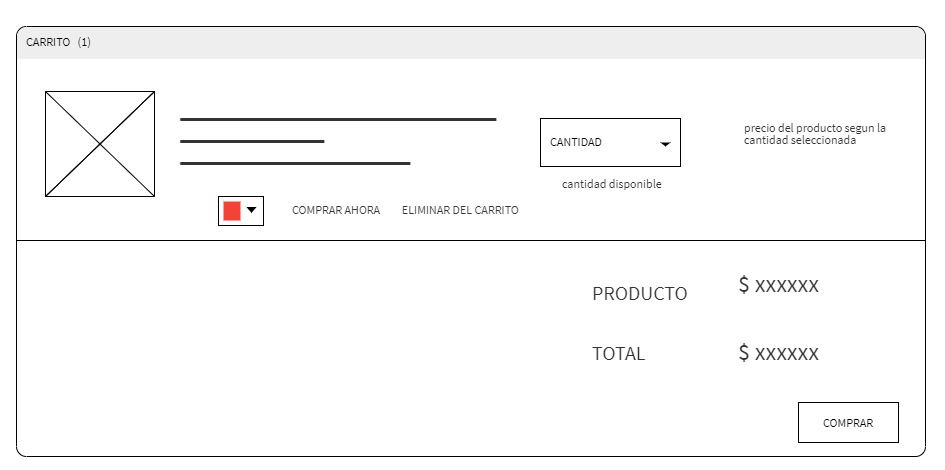 CARRITO (1)
CANTIDAD
precio del producto segun la
cantidad seleccionada
cantidad disponible
COMPRAR AHORA
ELIMINAR DEL CARRITO
PRODUCTO
$ xxxxxx
TOTAL
$ xxxxxx
COMPRAR